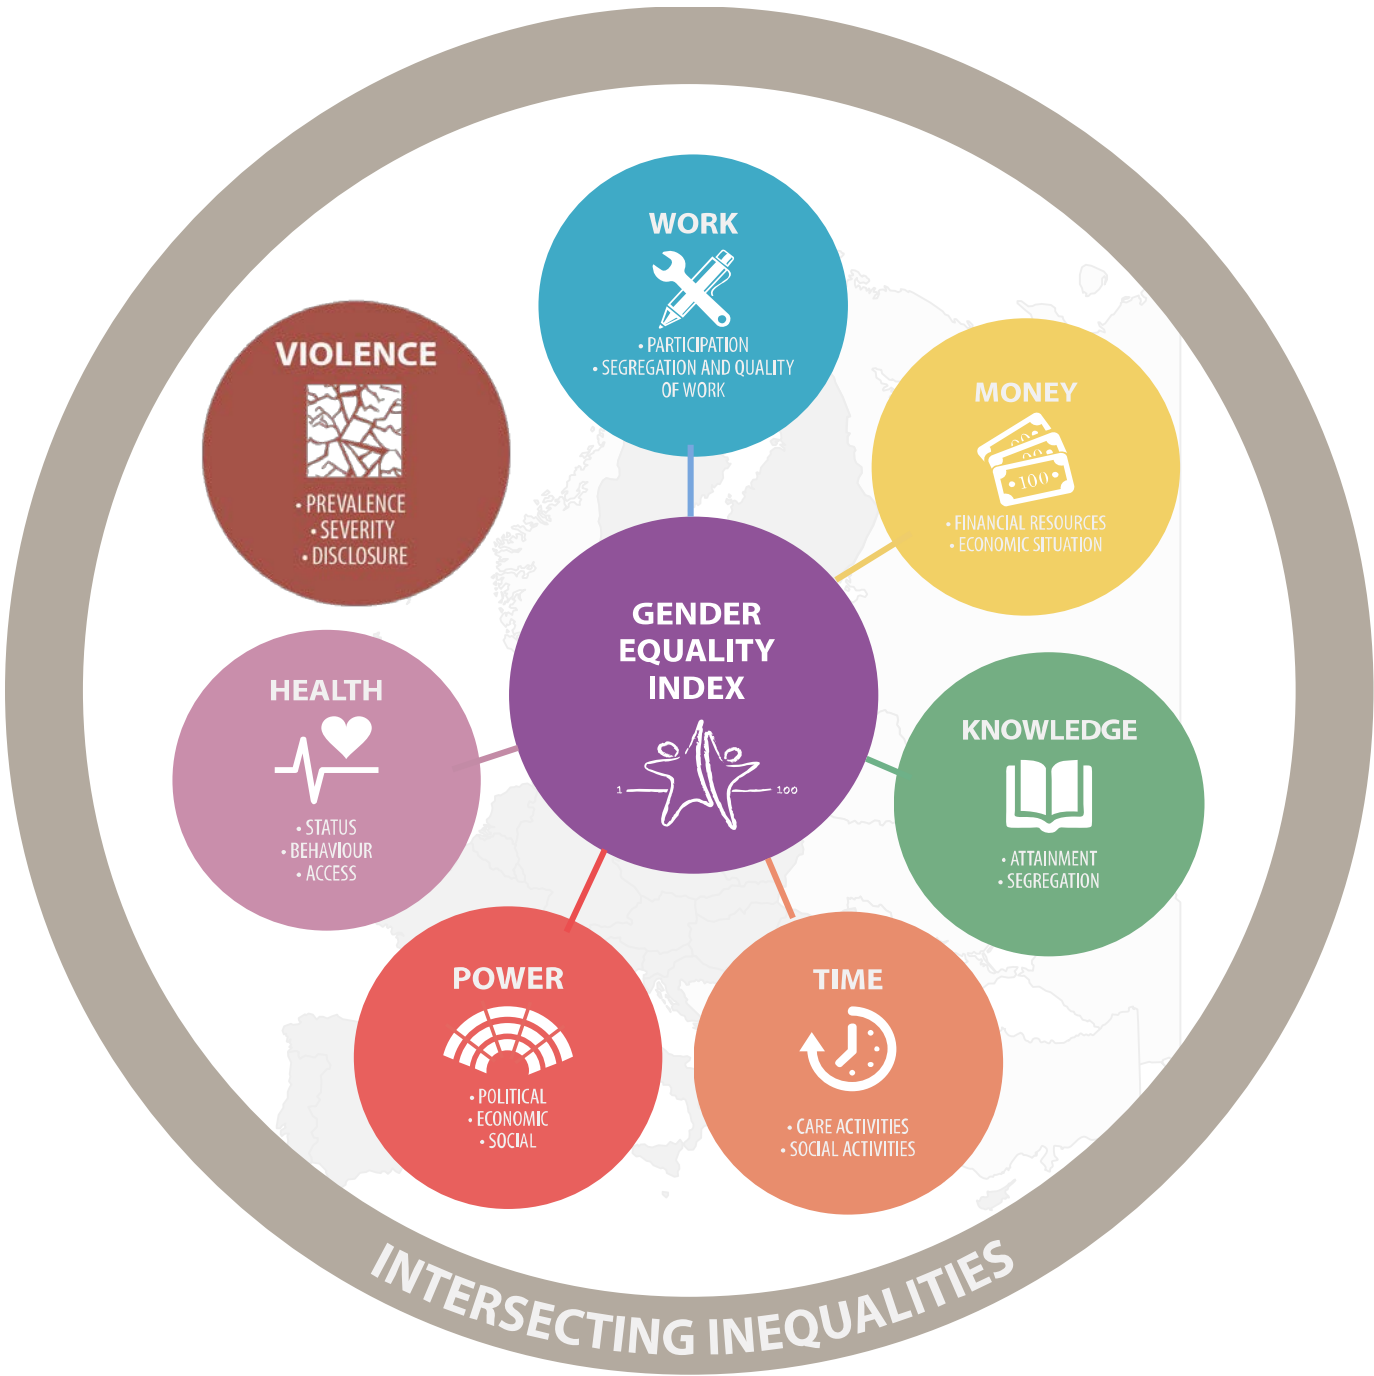 WORK
• PARTICIPATION
• SEGREGATION AND QUALITY
OF WORK
MONEY
100
• FINANCIAL RESOURCES
• ECONOMIC SITUATION
KNOWLEDGE
• ATTAINMENT
• SEGREGATION
TIME
• CARE ACTIVITIES
• SOCIAL ACTIVITIES
POWER
• POLITICAL
• ECONOMIC
• SOCIAL
HEALTH
• STATUS
• BEHAVIOUR
• ACCESS
VIOLENCE
• PREVALENCE
• SEVERITY
• DISCLOSURE
GENDER
EQUALITY
INDEX
1 100
INTERSECTING INEQUALITIES